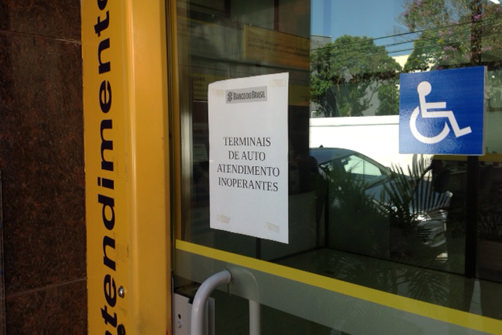 atendimento
BANCO DO BRASIL
TERMINAIS
DE AUTO
ATENDIMENTO
INOPERANTES